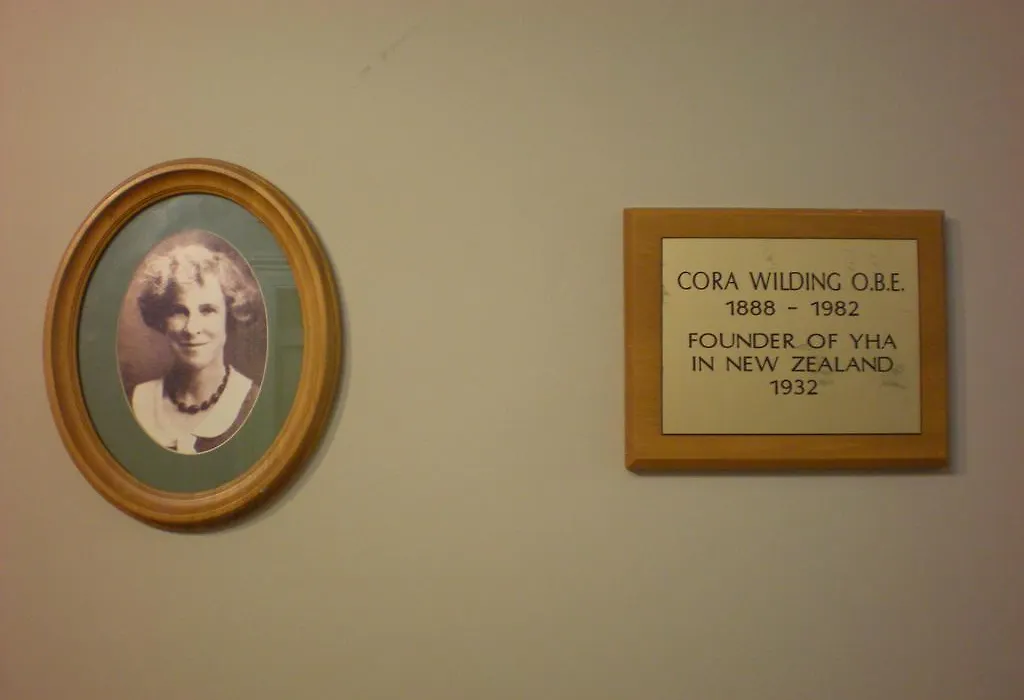 CORA WILDING O.B.E.
1888 - 1982
FOUNDER OF YHA
IN NEW ZEALAND
1932